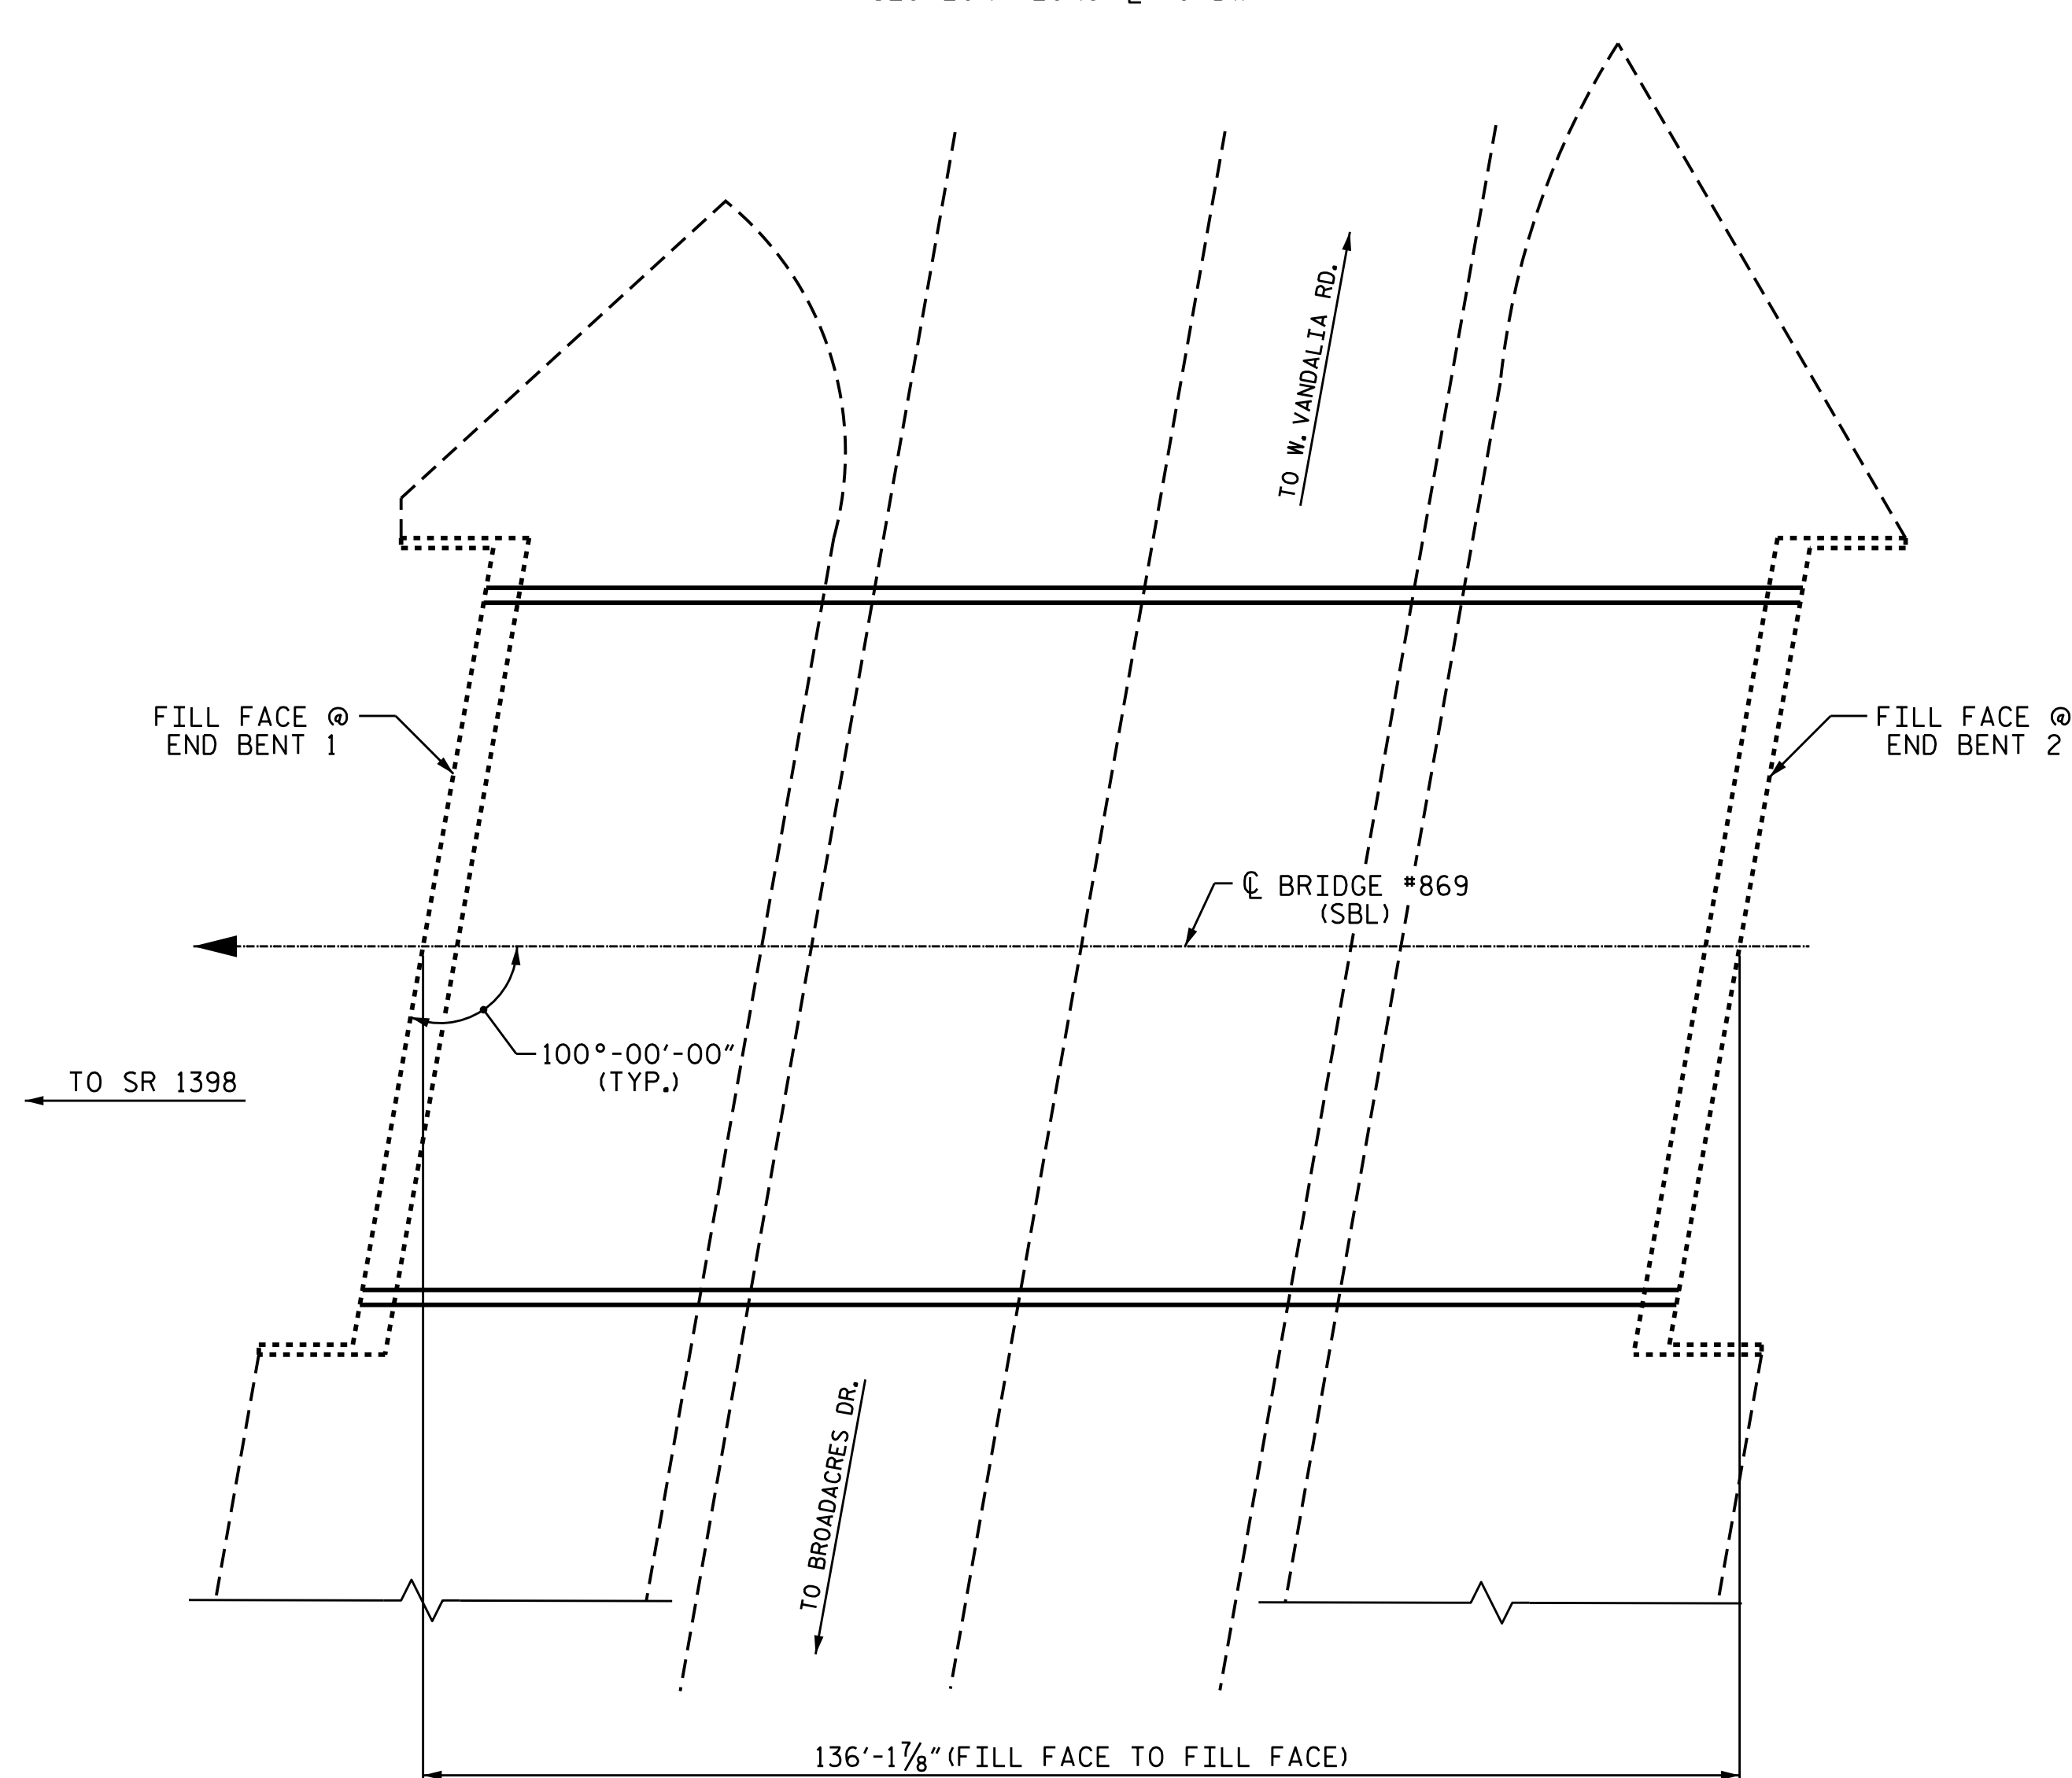 TO W. VANDALIA RD.
FILL FACE @
END BENT 1
FILL FACE @
END BENT 2
℄ BRIDGE #869
(SBL)
100°-00'-00"
(TYP.)
TO SR 1398
TO BROADACRES DR.
136'-1⅞" (FILL FACE TO FILL FACE)